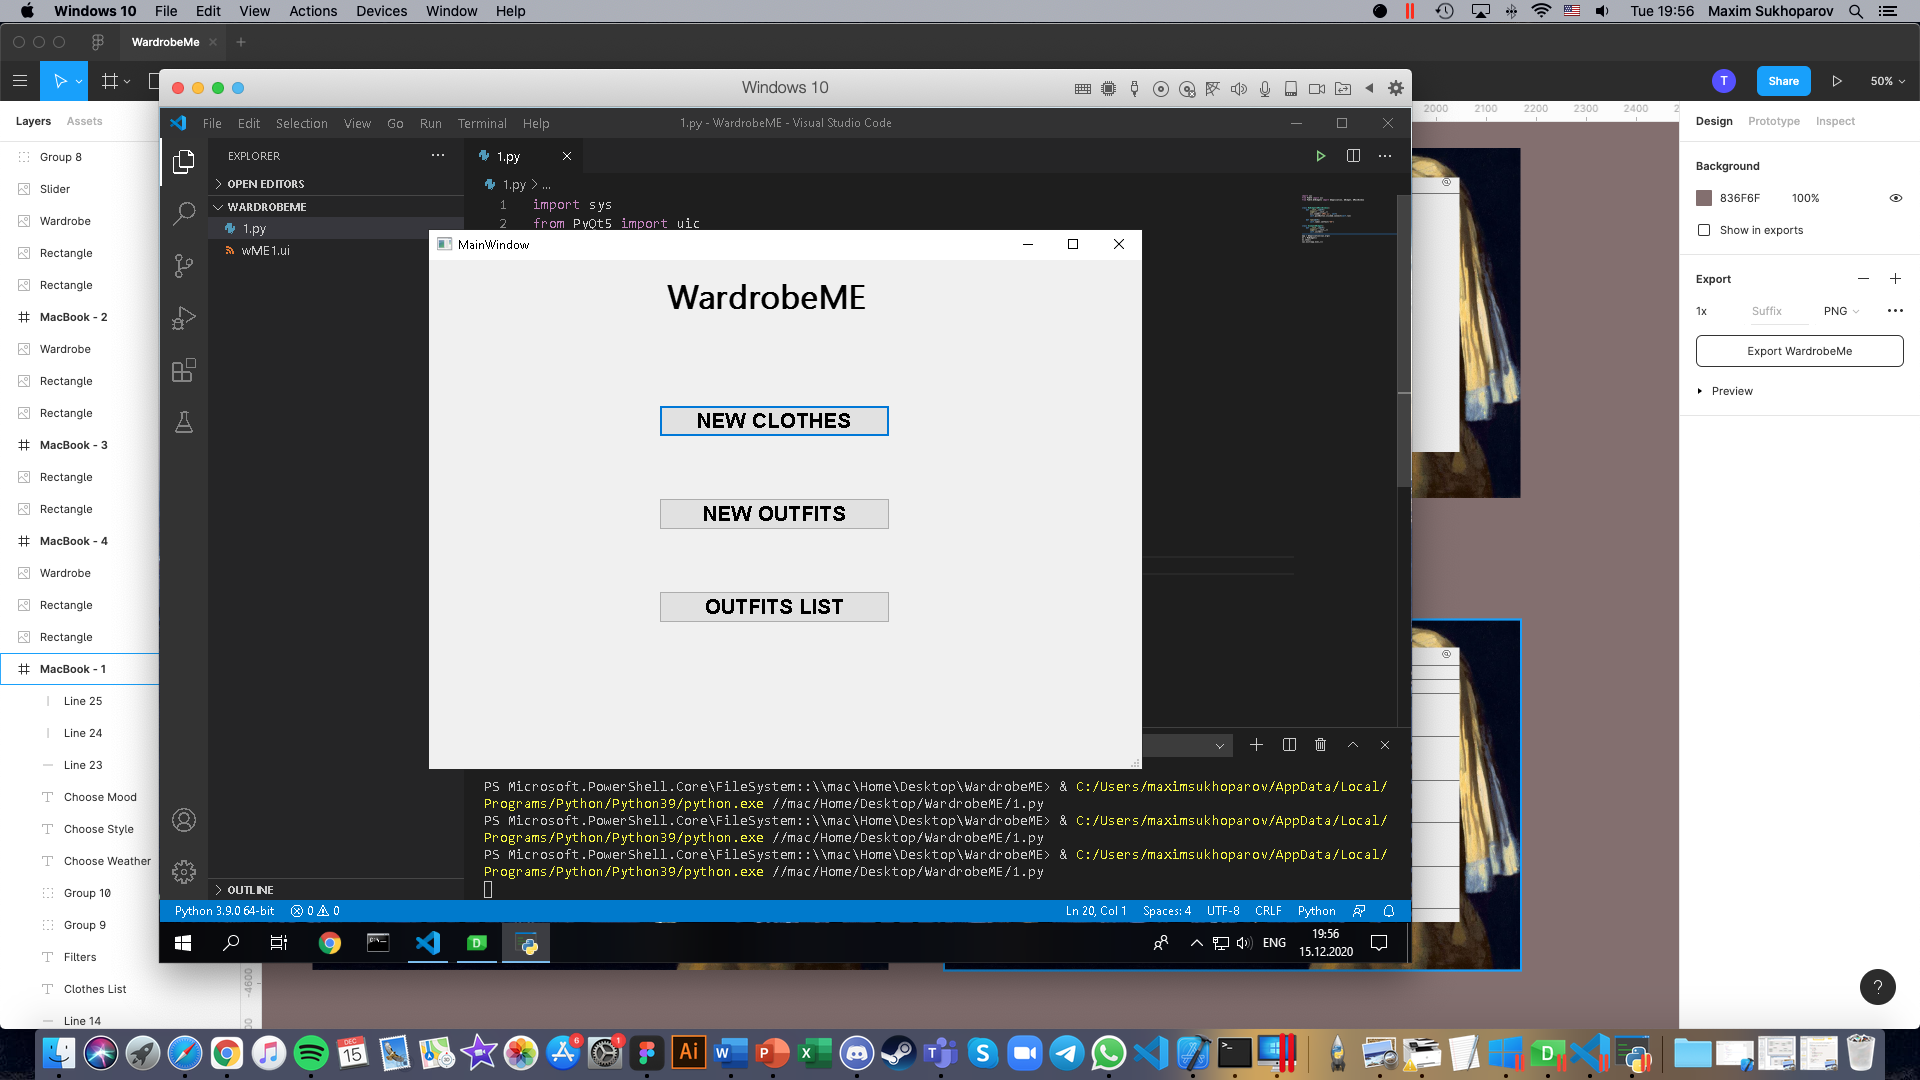 Windows 10 File Edit View Actions Devices Window Help
Tue 19:56 Maxim Sukhoparov
WardrobeMe
T Share 50%
Windows 10
Layers Assets
Group 8
Slider
Wardrobe
Rectangle
Rectangle
MacBook - 2
Wardrobe
Rectangle
Rectangle
MacBook - 3
Rectangle
Rectangle
MacBook - 4
Wardrobe
Rectangle
Rectangle
MacBook - 1
Line 25
Line 24
Line 23
Choose Mood
Choose Style
Choose Weather
Group 10
Group 9
Filters
Clothes List
Line 14
File Edit Selection View Go Run Terminal Help
1.py - WardrobeME - Visual Studio Code
EXPLORER
OPEN EDITORS
WARDROBEME
1.py
wME1.ui
OUTLINE
1.py
1.py > ...
1 import sys
2 from PyQt5 import uic
MainWindow
WardrobeME
NEW CLOTHES
NEW OUTFITS
OUTFITS LIST
PS Microsoft.PowerShell.Core\FileSystem::\\mac\Home\Desktop\WardrobeME> & C:/Users/maximsukhoparov/AppData/Local/
Programs/Python/Python39/python.exe //mac/Home/Desktop/WardrobeME/1.py
PS Microsoft.PowerShell.Core\FileSystem::\\mac\Home\Desktop\WardrobeME> & C:/Users/maximsukhoparov/AppData/Local/
Programs/Python/Python39/python.exe //mac/Home/Desktop/WardrobeME/1.py
PS Microsoft.PowerShell.Core\FileSystem::\\mac\Home\Desktop\WardrobeME> & C:/Users/maximsukhoparov/AppData/Local/
Programs/Python/Python39/python.exe //mac/Home/Desktop/WardrobeME/1.py
Python 3.9.0 64-bit 0 0 Ln 20, Col 1 Spaces: 4 UTF-8 CRLF Python
ENG
19:56
15.12.2020
2000 2100 2200 2300 2400
-4600
Design Prototype Inspect
Background
836F6F 100%
Show in exports
Export
1x Suffix PNG
Export WardrobeMe
Preview
?
DEC
15
6
1
Ai
W
P
X
T
S
D